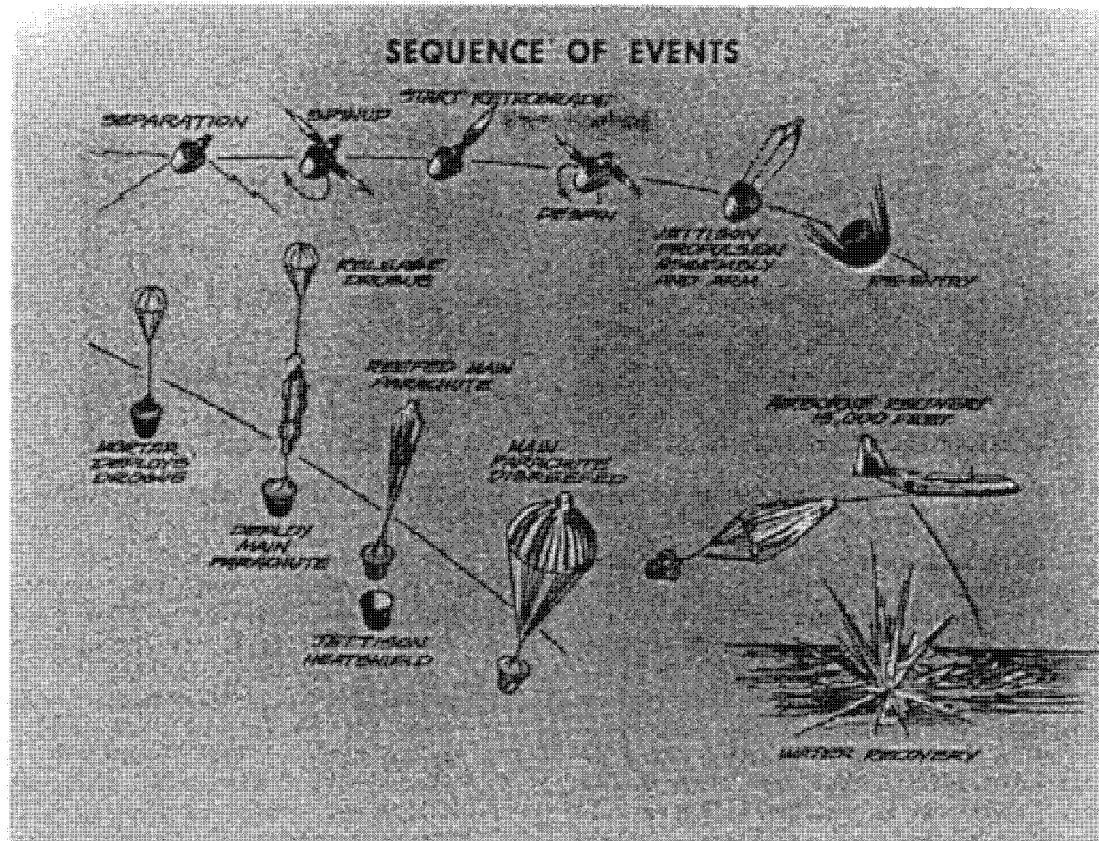 SEQUENCE OF EVENTS
SEPARATION
SPINUP
START RETROGRADE
DESPIN
JETTISON
PROPULSION
ASSEMBLY
AND ARM
RE-ENTRY
RELEASE
DROGUE
MORTER
DEPLOYS
DROGUE
DEPLOY
MAIN
PARACHUTE
REEFED MAIN
PARACHUTE
JETTISON
HEATSHIELD
MAIN
PARACHUTE
DISREEFED
AIRBORNE RECOVERY
15,000 FEET
WATER RECOVERY